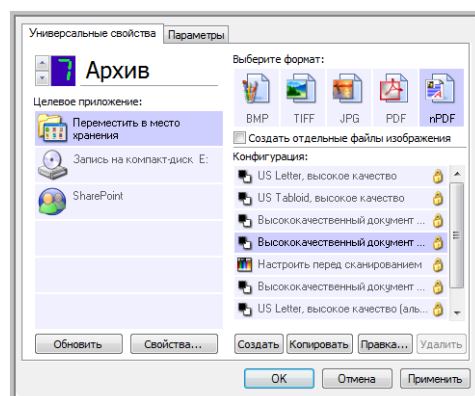 Универсальные свойства Параметры
7 Архив
Целевое приложение:
Переместить в место
хранения
Запись на компакт-диск E:
SharePoint
Обновить Свойства...
Выберите формат:
BMP TIFF JPG PDF nPDF
Создать отдельные файлы изображения
Конфигурация:
US Letter, высокое качество
US Tabloid, высокое качество
Высококачественный документ ...
Высококачественный документ ...
Настроить перед сканированием
Высококачественный документ ...
US Letter, высокое качество (аль...
Создать Копировать Правка... Удалить
OK Отмена Применить